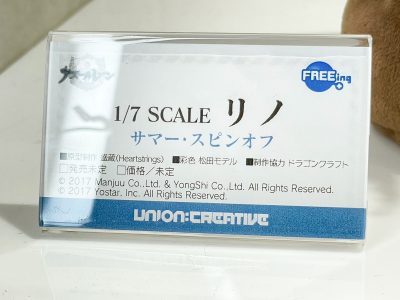 アズールレーン
FREEing
1/7 SCALE リノ
サマー・スピンオフ
■原型制作 盛蔵(Heartstrings) ■彩色 松田モデル ■制作協力 ドラゴンクラフト
□発売未定 □価格/未定
© 2017 Manjuu Co.,Ltd. & YongShi Co.,Ltd. All Rights Reserved.
© 2017 Yostar. Inc. All Rights Reserved.
UNION:CREATIVE